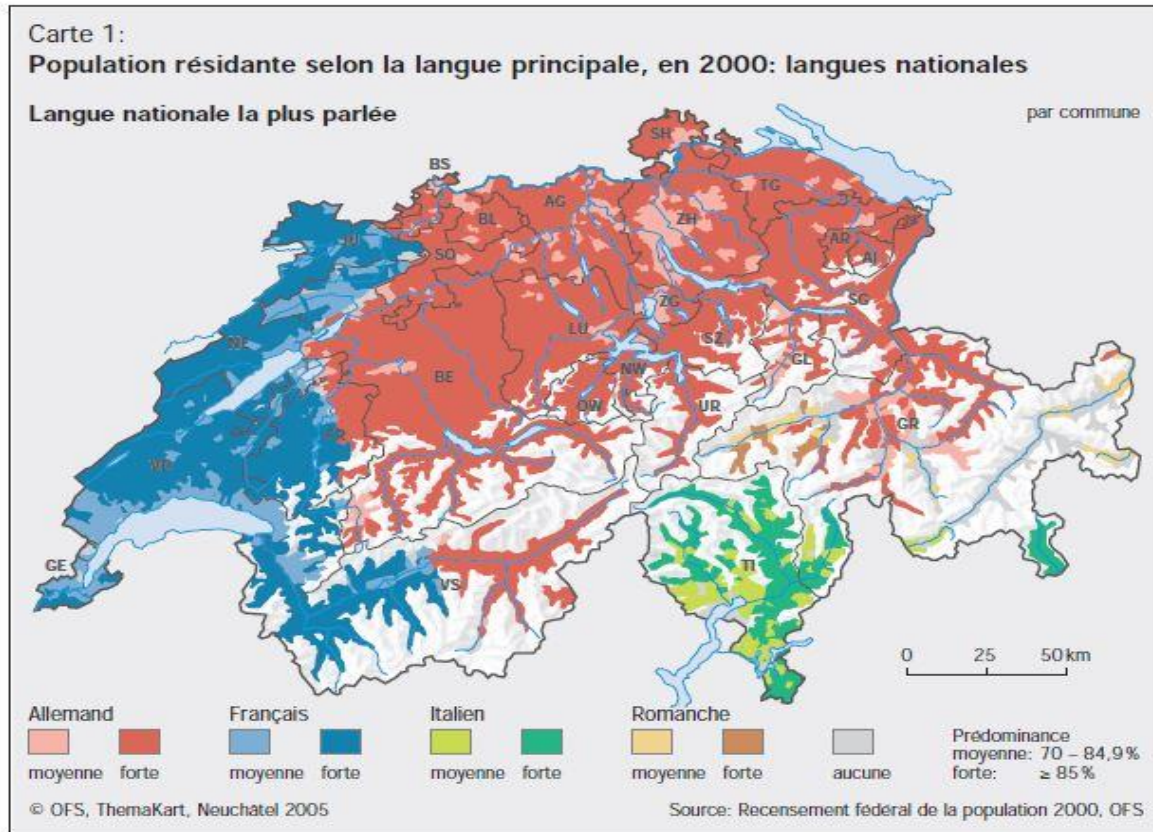 Carte 1:
Population résidante selon la langue principale, en 2000: langues nationales
Langue nationale la plus parlée
par commune
SH
BS
TG
AG
BL
ZH
JU
AR
SO
AI
ZG
SG
LU
SZ
NE
GL
NW
BE
OW
UR
FR
GR
VD
GE
TI
VS
0 25 50 km
Allemand Français Italien Romanche
Prédominance
moyenne: 70 – 84,9%
forte: ≥ 85%
moyenne forte moyenne forte moyenne forte moyenne forte aucune
© OFS, ThemaKart, Neuchâtel 2005
Source: Recensement fédéral de la population 2000, OFS